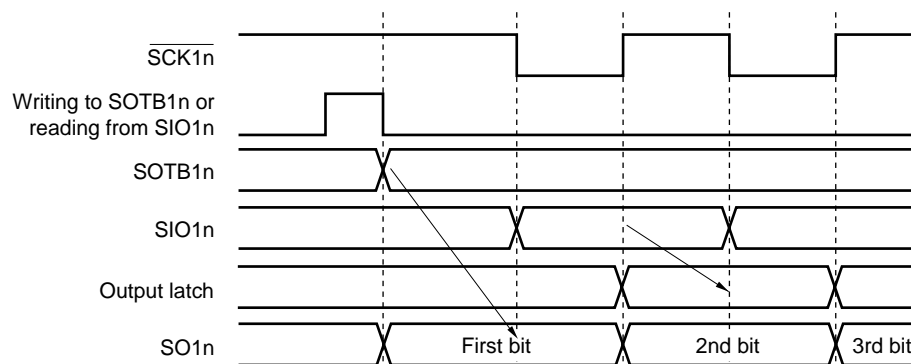 SCK1n
Writing to SOTB1n or
reading from SIO1n
SOTB1n
SIO1n
Output latch
SO1n
First bit
2nd bit
3rd bit